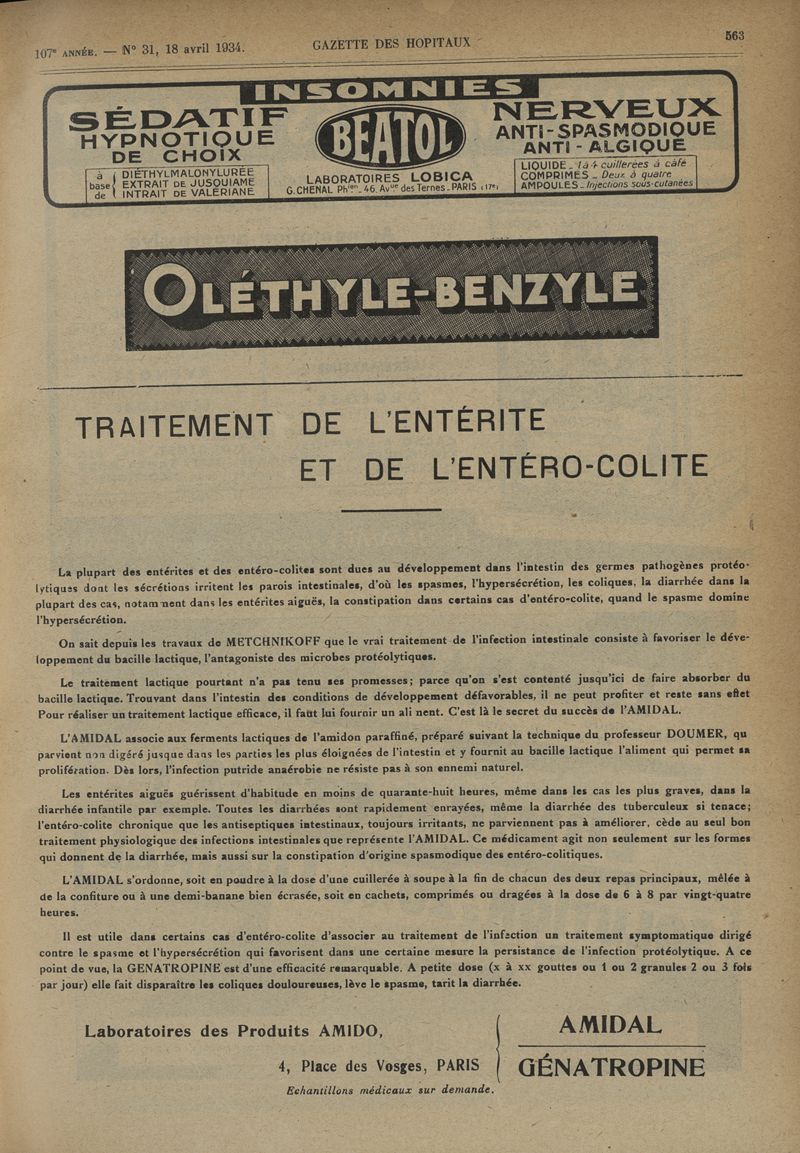 107e ANNÉE. — N° 31, 18 avril 1934.
GAZETTE DES HOPITAUX
563
INSOMNIES
SÉDATIF
HYPNOTIQUE
DE CHOIX
à base de
DIÉTHYLMALONYLURÉE
EXTRAIT DE JUSQUIAME
INTRAIT DE VALÉRIANE
BEATOL
LABORATOIRES LOBICA
G. CHENAL Phien_ 46. Avue des Ternes_PARIS (17e)
NERVEUX
ANTI-SPASMODIQUE
ANTI-ALGIQUE
LIQUIDE_ 1 à 4 cuillerées à café
COMPRIMÉS _ Deux à quatre
AMPOULES_ Injections sous-cutanées
OLÉTHYLE-BENZYLE
TRAITEMENT DE L'ENTÉRITE
ET DE L'ENTÉRO-COLITE
La plupart des entérites et des entéro-colites sont dues au développement dans l'intestin des germes pathogènes protéo-
lytiques dont les sécrétions irritent les parois intestinales, d'où les spasmes, l'hypersécrétion, les coliques, la diarrhée dans la
plupart des cas, notamment dans les entérites aiguës, la constipation dans certains cas d'entéro-colite, quand le spasme domine
l'hypersécrétion.
On sait depuis les travaux de METCHNIKOFF que le vrai traitement de l'infection intestinale consiste à favoriser le déve-
loppement du bacille lactique, l'antagoniste des microbes protéolytiques.
Le traitement lactique pourtant n'a pas tenu ses promesses; parce qu'on s'est contenté jusqu'ici de faire absorber du
bacille lactique. Trouvant dans l'intestin des conditions de développement défavorables, il ne peut profiter et reste sans effet
Pour réaliser un traitement lactique efficace, il faut lui fournir un ali nent. C'est là le secret du succès de l'AMIDAL.
L'AMIDAL associe aux ferments lactiques de l'amidon paraffiné, préparé suivant la technique du professeur DOUMER, qu
parvient non digéré jusque dans les parties les plus éloignées de l'intestin et y fournit au bacille lactique l'aliment qui permet sa
prolifération. Dès lors, l'infection putride anaérobie ne résiste pas à son ennemi naturel.
Les entérites aiguës guérissent d'habitude en moins de quarante-huit heures, même dans les cas les plus graves, dans la
diarrhée infantile par exemple. Toutes les diarrhées sont rapidement enrayées, même la diarrhée des tuberculeux si tenace;
l'entéro-colite chronique que les antiseptiques intestinaux, toujours irritants, ne parviennent pas à améliorer, cède au seul bon
traitement physiologique des infections intestinales que représente l'AMIDAL. Ce médicament agit non seulement sur les formes
qui donnent de la diarrhée, mais aussi sur la constipation d'origine spasmodique des entéro-colitiques.
L'AMIDAL s'ordonne, soit en poudre à la dose d'une cuillerée à soupe à la fin de chacun des deux repas principaux, mêlée à
de la confiture ou à une demi-banane bien écrasée, soit en cachets, comprimés ou dragées à la dose de 6 à 8 par vingt-quatre
heures.
Il est utile dans certains cas d'entéro-colite d'associer au traitement de l'infection un traitement symptomatique dirigé
contre le spasme et l'hypersécrétion qui favorisent dans une certaine mesure la persistance de l'infection protéolytique. A ce
point de vue, la GENATROPINE est d'une efficacité remarquable. A petite dose (x à xx gouttes ou 1 ou 2 granules 2 ou 3 fois
par jour) elle fait disparaître les coliques douloureuses, lève le spasme, tarit la diarrhée.
Laboratoires des Produits AMIDO,
4, Place des Vosges, PARIS
Echantillons médicaux sur demande.
AMIDAL
GÉNATROPINE